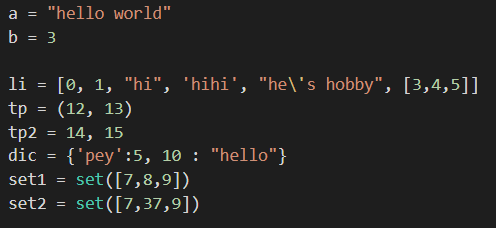 a = "hello world"
b = 3
li = [0, 1, "hi", 'hihi', "he\'s hobby", [3,4,5]]
tp = (12, 13)
tp2 = 14, 15
dic = {'pey':5, 10 : "hello"}
set1 = set([7,8,9])
set2 = set([7,37,9])